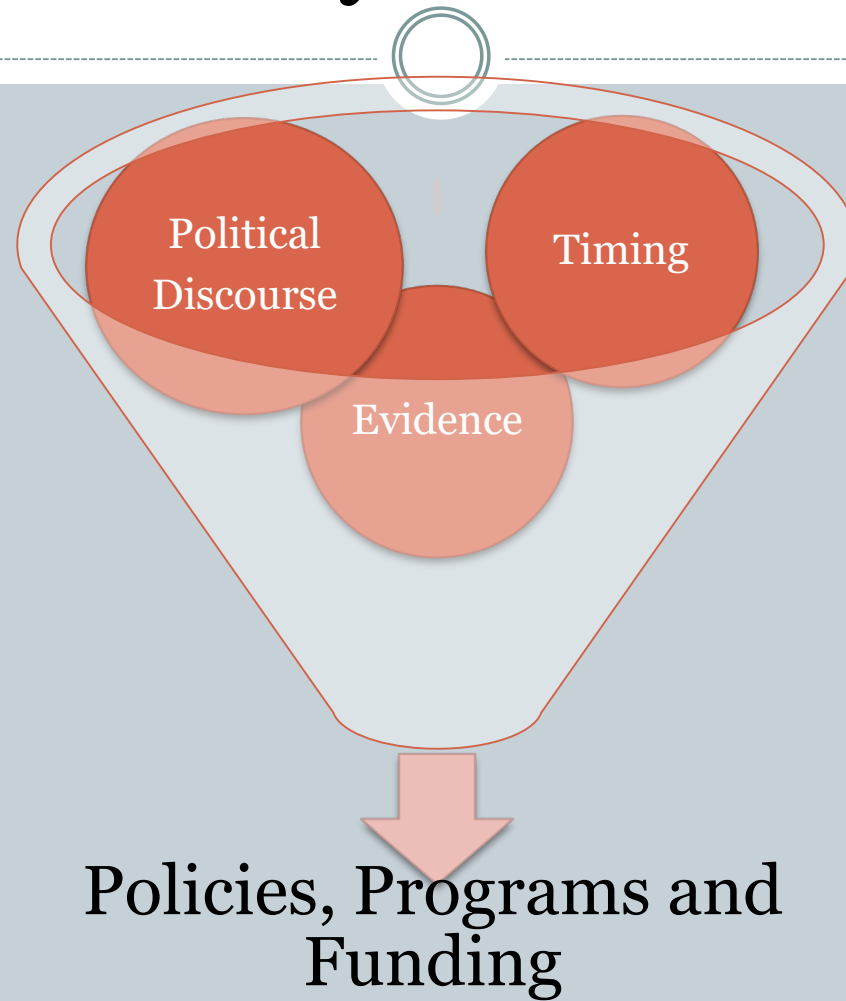 Political
Discourse
Timing
Evidence
Policies, Programs and
Funding